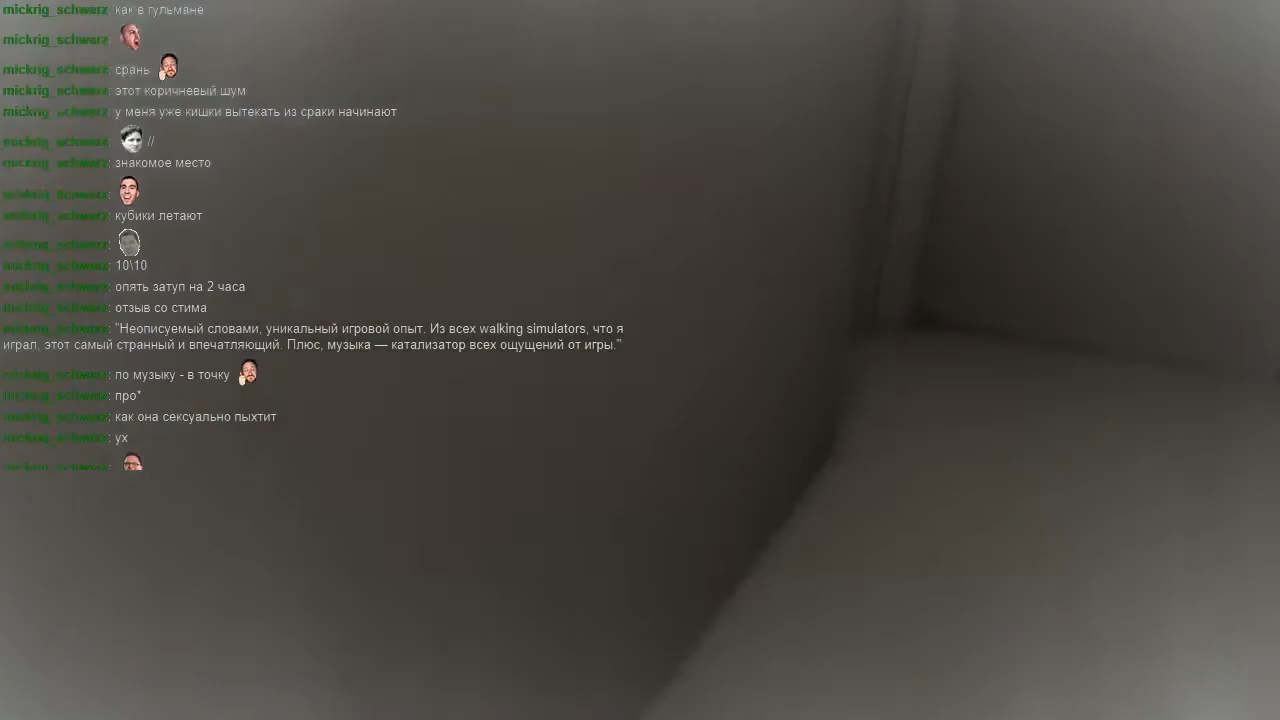 mickrig_schwarz: как в гульмане
mickrig_schwarz:
mickrig_schwarz: срань
mickrig_schwarz: этот коричневый шум
mickrig_schwarz: у меня уже кишки вытекать из сраки начинают
mickrig_schwarz: //
mickrig_schwarz: знакомое место
mickrig_schwarz:
mickrig_schwarz: кубики летают
mickrig_schwarz:
mickrig_schwarz: 10\10
mickrig_schwarz: опять затуп на 2 часа
mickrig_schwarz: отзыв со стима
mickrig_schwarz: "Неописуемый словами, уникальный игровой опыт. Из всех walking simulators, что я
играл, этот самый странный и впечатляющий. Плюс, музыка — катализатор всех ощущений от игры."
mickrig_schwarz: по музыку - в точку
mickrig_schwarz: про*
mickrig_schwarz: как она сексуально пыхтит
mickrig_schwarz: ух
mickrig_schwarz: